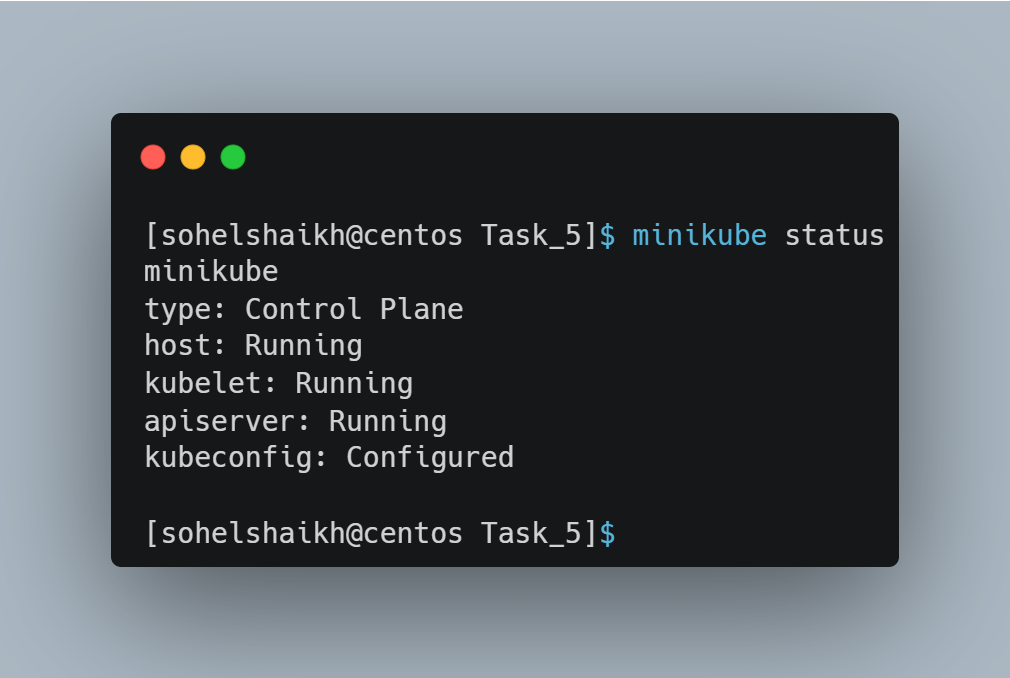 [sohelshaikh@centos Task_5]$ minikube status
minikube
type: Control Plane
host: Running
kubelet: Running
apiserver: Running
kubeconfig: Configured
[sohelshaikh@centos Task_5]$